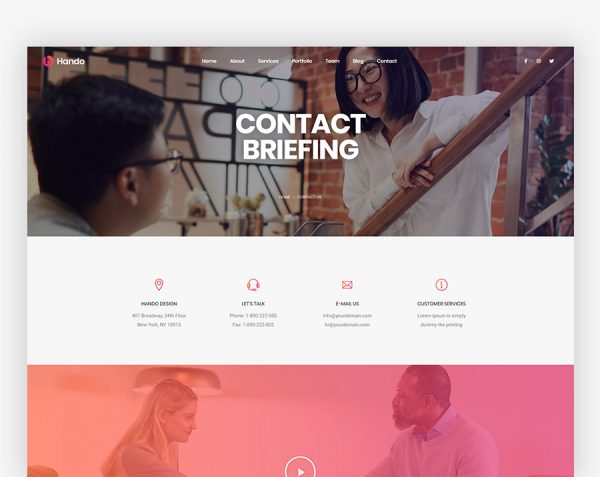 Hando
Home About Services Portfolio Team Blog Contact
CONTACT
BRIEFING
HOME CONTACT US
HANDO DESIGN
401 Broadway, 24th Floor
New York, NY 10013
LET'S TALK
Phone: 1-800-222-000
Fax: 1-800-222-002
E-MAIL US
info@yourdomain.com
hr@yourdomain.com
CUSTOMER SERVICES
Lorem ipsum is simply
dummy the printing